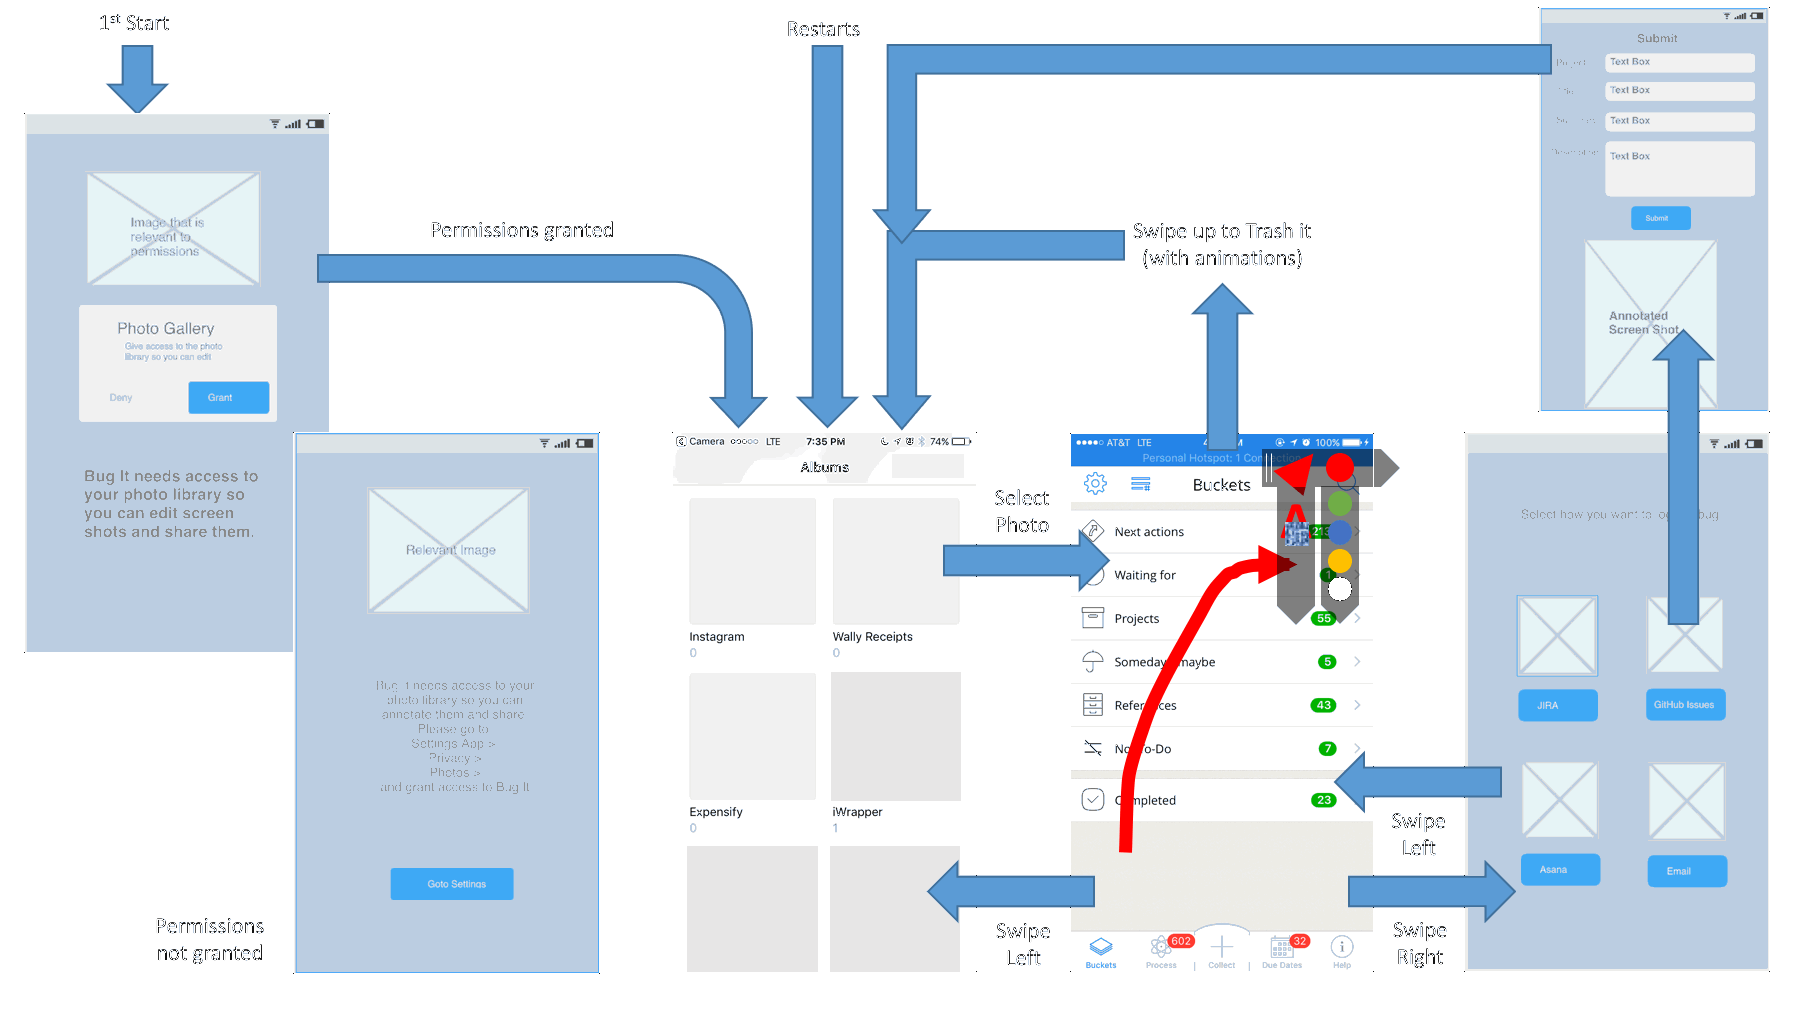 1st Start
Restarts
Submit
Project
Text Box
Title
Text Box
Text Box
Description
Text Box
Submit
Annotated
Screen Shot
Permissions granted
Swipe up to Trash it
(with animations)
Image that is
relevant to
permissions
Photo Gallery
Give access to the photo
library so you can edit
Deny
Grant
Bug It needs access to
your photo library so
you can edit screen
shots and share them.
Relevant Image
Bug It needs access to your
photo library so you can
annotate them and share
Please go to
Settings App >
Privacy >
Photos >
and grant access to Bug It
Goto Settings
Permissions
not granted
Camera LTE 7:35 PM 74%
Albums
Instagram
0
Wally Receipts
0
Expensify
0
iWrapper
1
Select
Photo
Swipe
Left
AT&T LTE 100%
Personal Hotspot: 1
Buckets
Next actions
Waiting for 1
Projects 55
Someday maybe 5
References 43
Not To-Do 7
Completed 23
Buckets
Process 602
Collect
Due Dates 32
Help
Swipe
Left
Swipe
Right
Select how you want to bug
JIRA
GitHub Issues
Asana
Email